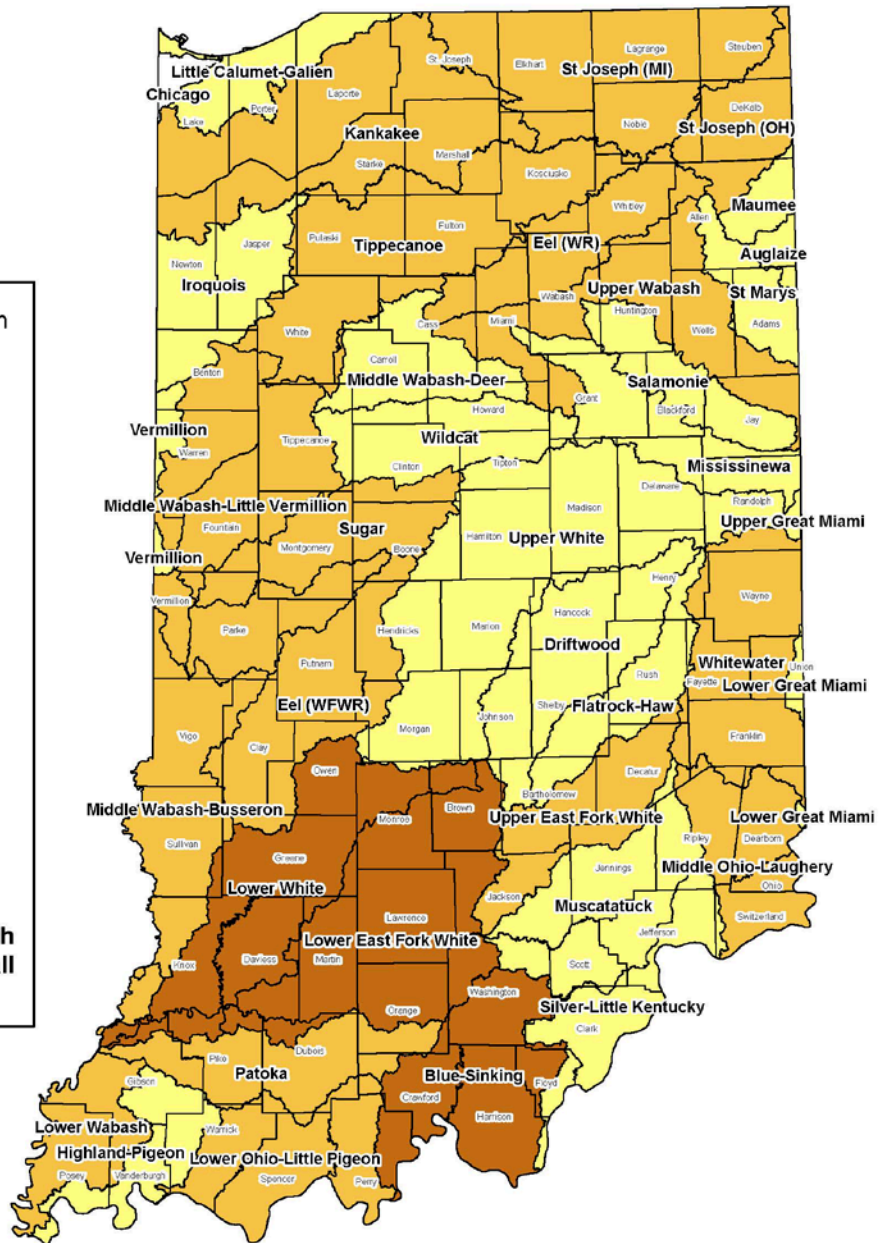 Steuben
Lagrange
St. Joseph
Elkhart
St Joseph (MI)
Little Calumet-Galien
Chicago
Laporte
Porter
DeKalb
Lake
Noble
St Joseph (OH)
Kankakee
Marshall
Starke
Kosciusko
Maumee
Whitley
Allen
Fulton
Pulaski
Jasper
Tippecanoe
Eel (WR)
Auglaize
Newton
Iroquois
Upper Wabash
St Marys
Wabash
Huntington
n
Miami
Cass
Adams
White
Wells
Carroll
Benton
Middle Wabash-Deer
Salamonie
Grant
Blackford
Howard
Jay
Vermillion
Tippecanoe
Wildcat
Warren
Clinton
Tipton
Mississinewa
Delaware
Randolph
Middle Wabash-Little Vermillion
Madison
Fountain
Sugar
Hamilton
Upper White
Upper Great Miami
Montgomery
Boone
Vermillion
Henry
Vermillion
Wayne
Hancock
Parke
Hendricks
Marion
Driftwood
Putnam
Whitewater
Union
Rush
Fayette
Lower Great Miami
Eel (WFWR)
Shelby
Flatrock-Haw
Johnson
Morgan
Vigo
Franklin
Clay
Owen
Decatur
Bartholomew
Middle Wabash-Busseron
Brown
Monroe
Upper East Fork White
Lower Great Miami
Sullivan
Ripley
Dearborn
Greene
Jennings
Middle Ohio-Laughery
Lower White
Ohio
Jackson
Muscatatuck
Lawrence
Switzerland
th
Lower East Fork White
Jefferson
ll
Knox
Daviess
Martin
Scott
Washington
Orange
Silver-Little Kentucky
Clark
Dubois
Pike
Patoka
Blue-Sinking
Gibson
Floyd
Crawford
Harrison
Lower Wabash
Warrick
Highland-Pigeon
Lower Ohio-Little Pigeon
Posey
Vanderburgh
Spencer
Perry